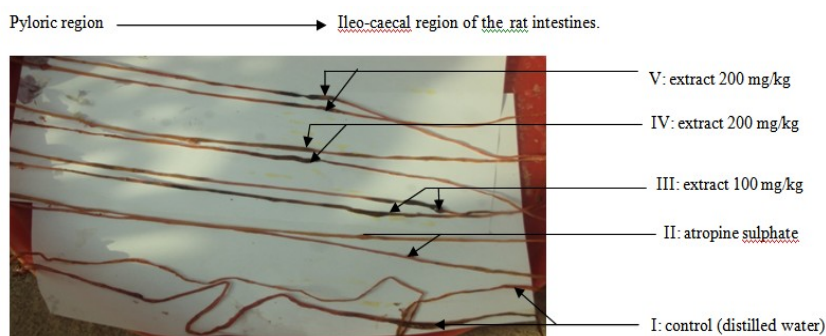 Pyloric region Ileo-caecal region of the rat intestines.
V: extract 200 mg/kg
IV: extract 200 mg/kg
III: extract 100 mg/kg
II: atropine sulphate
I: control (distilled water)